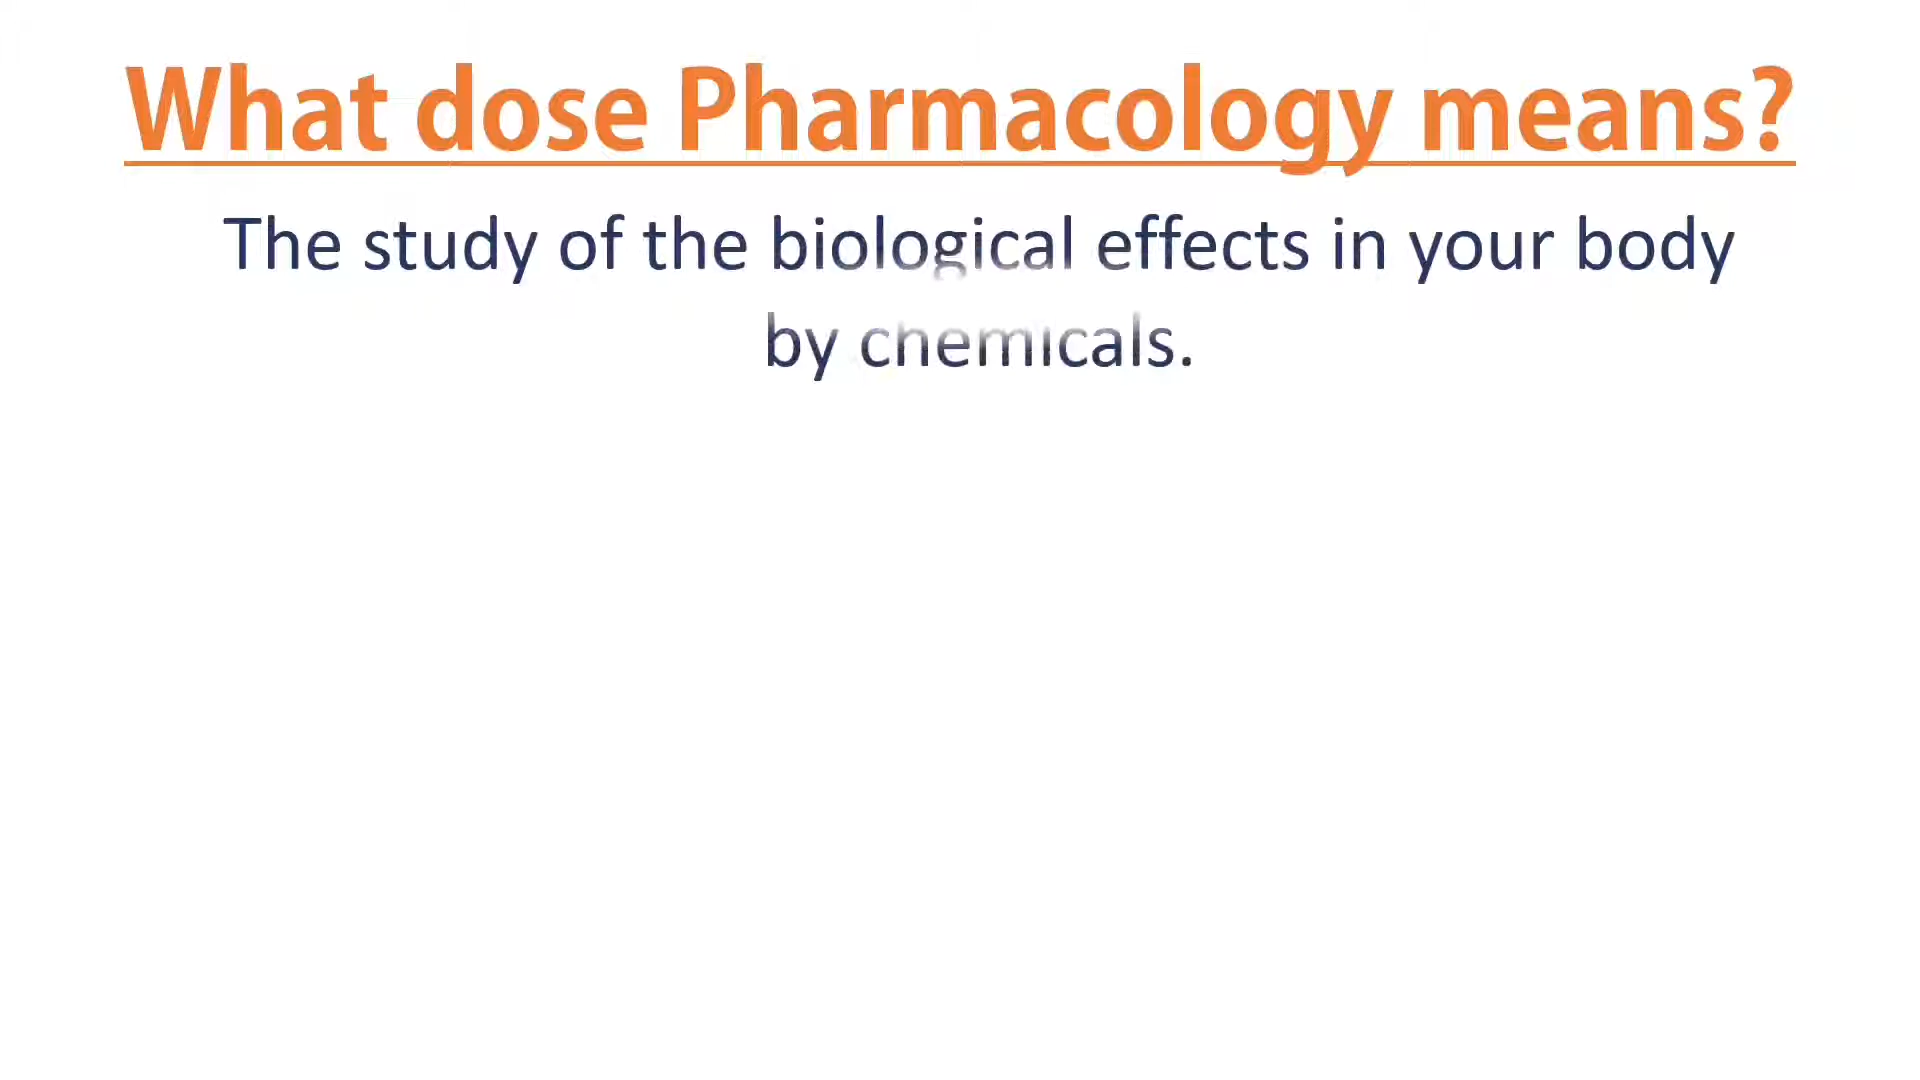 What dose Pharmacology means?
The study of the biological effects in your body
by chemicals.